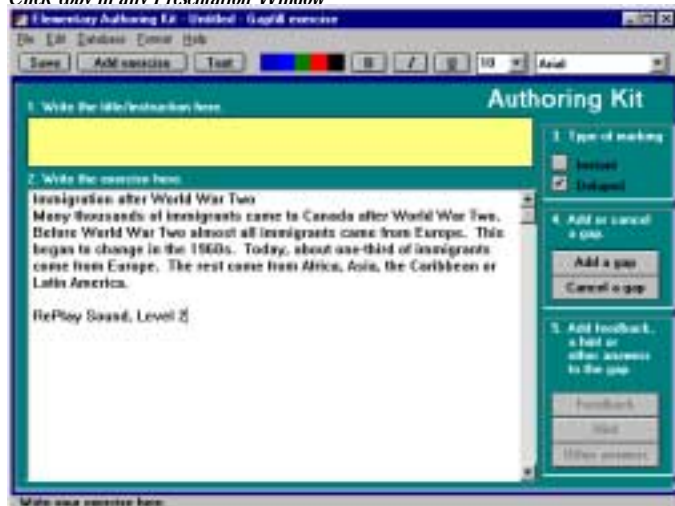 Click Gov in any Presentation Window
Elementary Authoring Kit - Untitled - Gapfill exercise
File Edit Database Format Help
Save Add exercise Test B I U 10 Arial
Authoring Kit
1. Write the title/instruction here.
2. Write the exercise here.
Immigration after World War Two
Many thousands of immigrants came to Canada after World War Two.
Before World War Two almost all immigrants came from Europe. This
began to change in the 1960s. Today, about one-third of immigrants
come from Europe. The rest come from Africa, Asia, the Caribbean or
Latin America.
RePlay Sound, Level 2
3. Type of marking
Instant
Delayed
4. Add or cancel
a gap.
Add a gap
Cancel a gap
5. Add feedback,
a hint or
other answers
to the gap.
Feedback
Hint
Other answers
Write your exercise here.